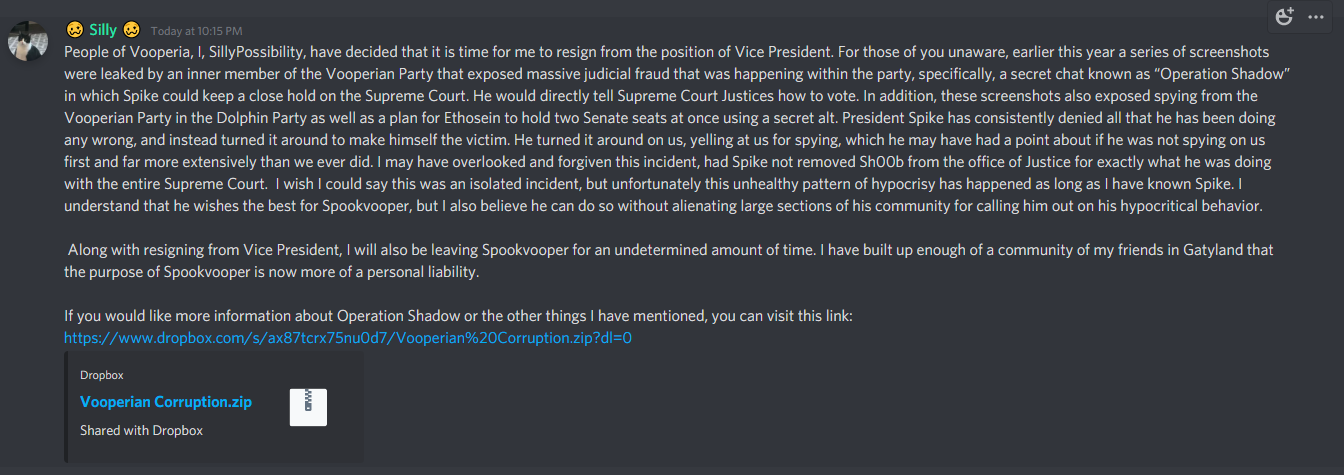 Silly Today at 10:15 PM
People of Vooperia, I, SillyPossibility, have decided that it is time for me to resign from the position of Vice President. For those of you unaware, earlier this year a series of screenshots
were leaked by an inner member of the Vooperian Party that exposed massive judicial fraud that was happening within the party, specifically, a secret chat known as “Operation Shadow”
in which Spike could keep a close hold on the Supreme Court. He would directly tell Supreme Court Justices how to vote. In addition, these screenshots also exposed spying from the
Vooperian Party in the Dolphin Party as well as a plan for Ethosein to hold two Senate seats at once using a secret alt. President Spike has consistently denied all that he has been doing
any wrong, and instead turned it around to make himself the victim. He turned it around on us, yelling at us for spying, which he may have had a point about if he was not spying on us
first and far more extensively than we ever did. I may have overlooked and forgiven this incident, had Spike not removed Sh00b from the office of Justice for exactly what he was doing
with the entire Supreme Court.  I wish I could say this was an isolated incident, but unfortunately this unhealthy pattern of hypocrisy has happened as long as I have known Spike. I
understand that he wishes the best for Spookvooper, but I also believe he can do so without alienating large sections of his community for calling him out on his hypocritical behavior.
Along with resigning from Vice President, I will also be leaving Spookvooper for an undetermined amount of time. I have built up enough of a community of my friends in Gatyland that
the purpose of Spookvooper is now more of a personal liability.
If you would like more information about Operation Shadow or the other things I have mentioned, you can visit this link:
https://www.dropbox.com/s/ax87tcrx75nu0d7/Vooperian%20Corruption.zip?dl=0
Dropbox
Vooperian Corruption.zip
Shared with Dropbox